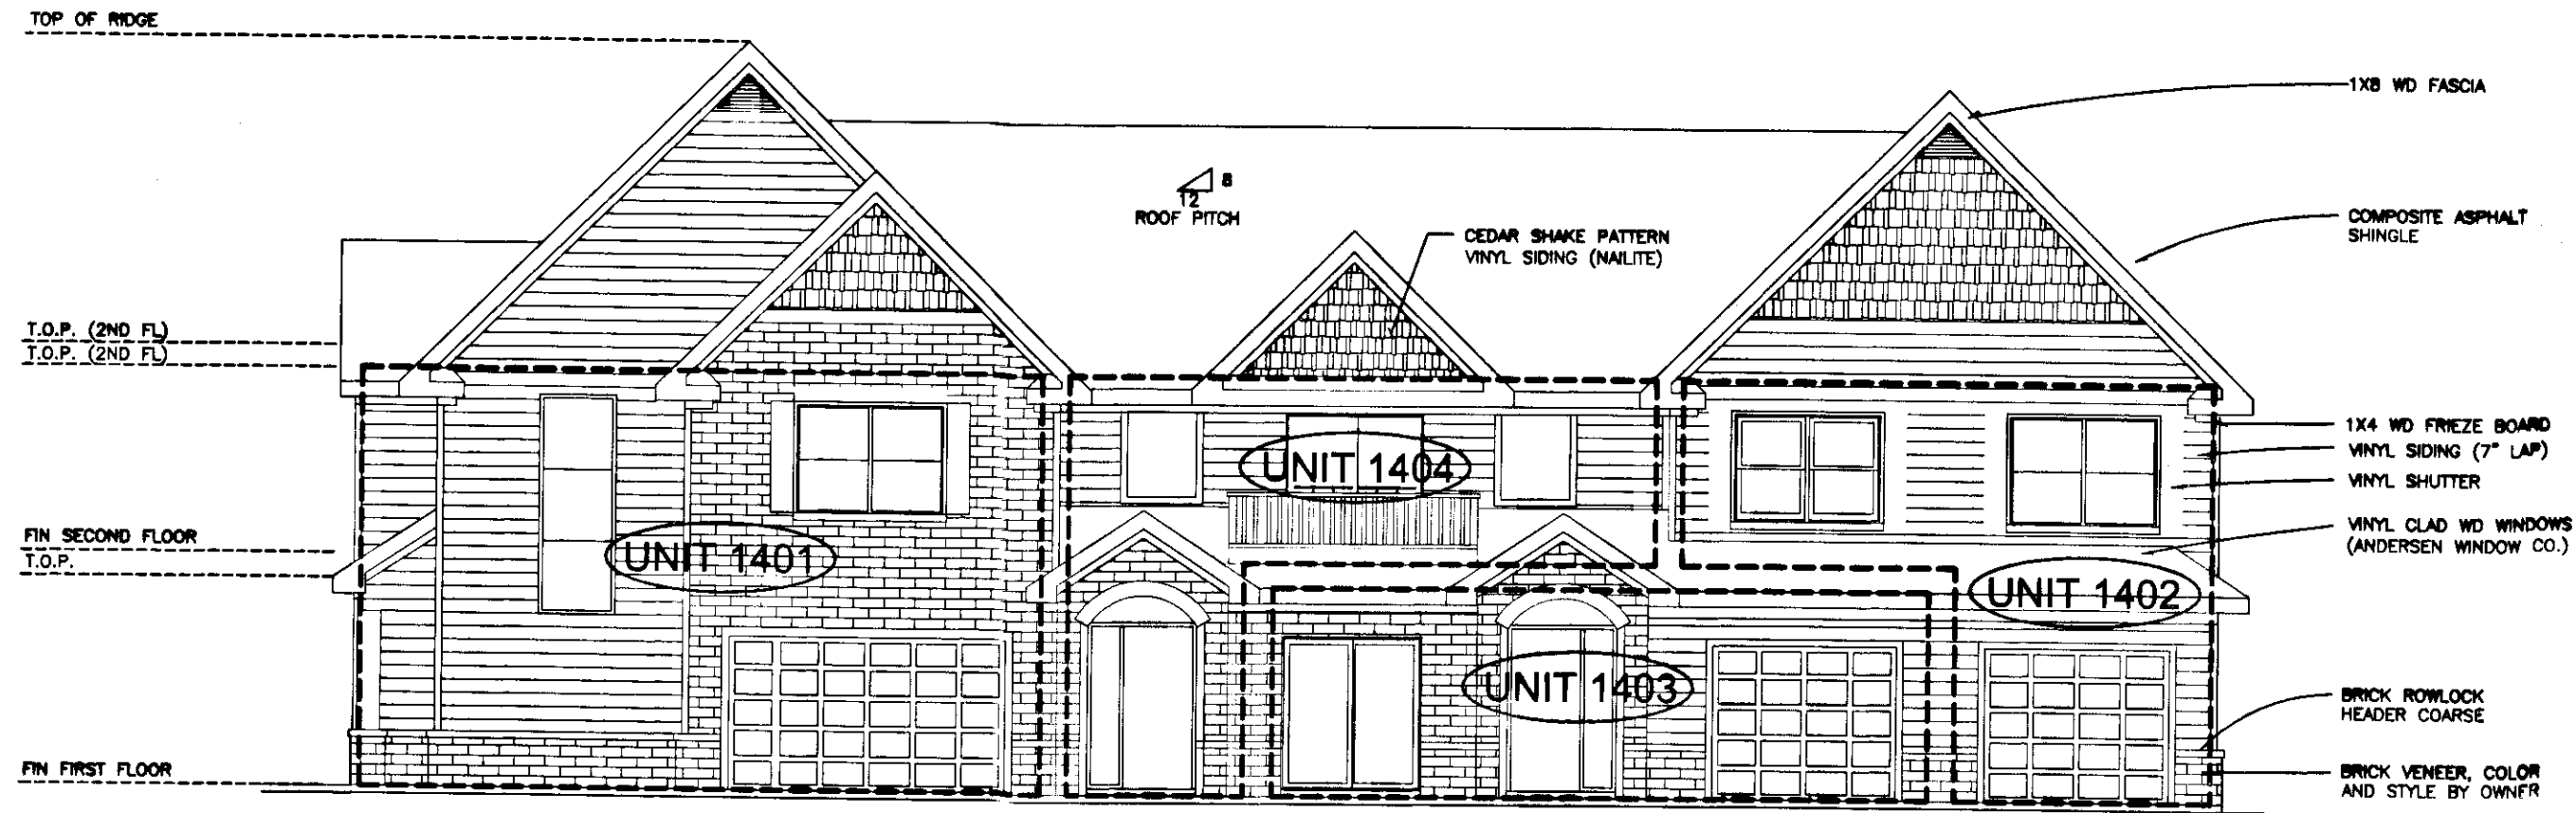 TOP OF RIDGE
1X8 WD FASCIA
8
12
ROOF PITCH
CEDAR SHAKE PATTERN
VINYL SIDING (NAILITE)
COMPOSITE ASPHALT
SHINGLE
T.O.P. (2ND FL)
T.O.P. (2ND FL)
1X4 WD FRIEZE BOARD
VINYL SIDING (7" LAP)
VINYL SHUTTER
UNIT 1404
FIN SECOND FLOOR
T.O.P.
UNIT 1401
VINYL CLAD WD WINDOWS
(ANDERSEN WINDOW CO.)
UNIT 1402
UNIT 1403
BRICK ROWLOCK
HEADER COARSE
FIN FIRST FLOOR
BRICK VENEER, COLOR
AND STYLE BY OWNER